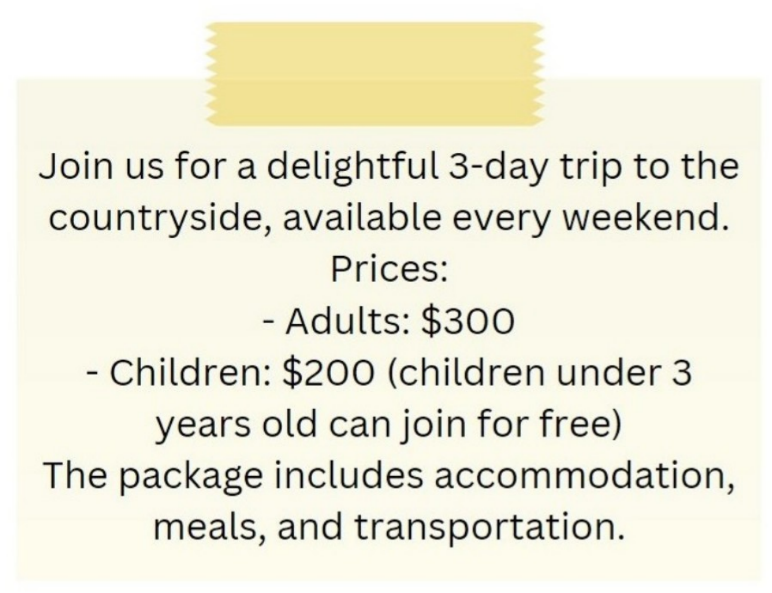 Join us for a delightful 3-day trip to the
countryside, available every weekend.
Prices:
- Adults: $300
- Children: $200 (children under 3
years old can join for free)
The package includes accommodation,
meals, and transportation.